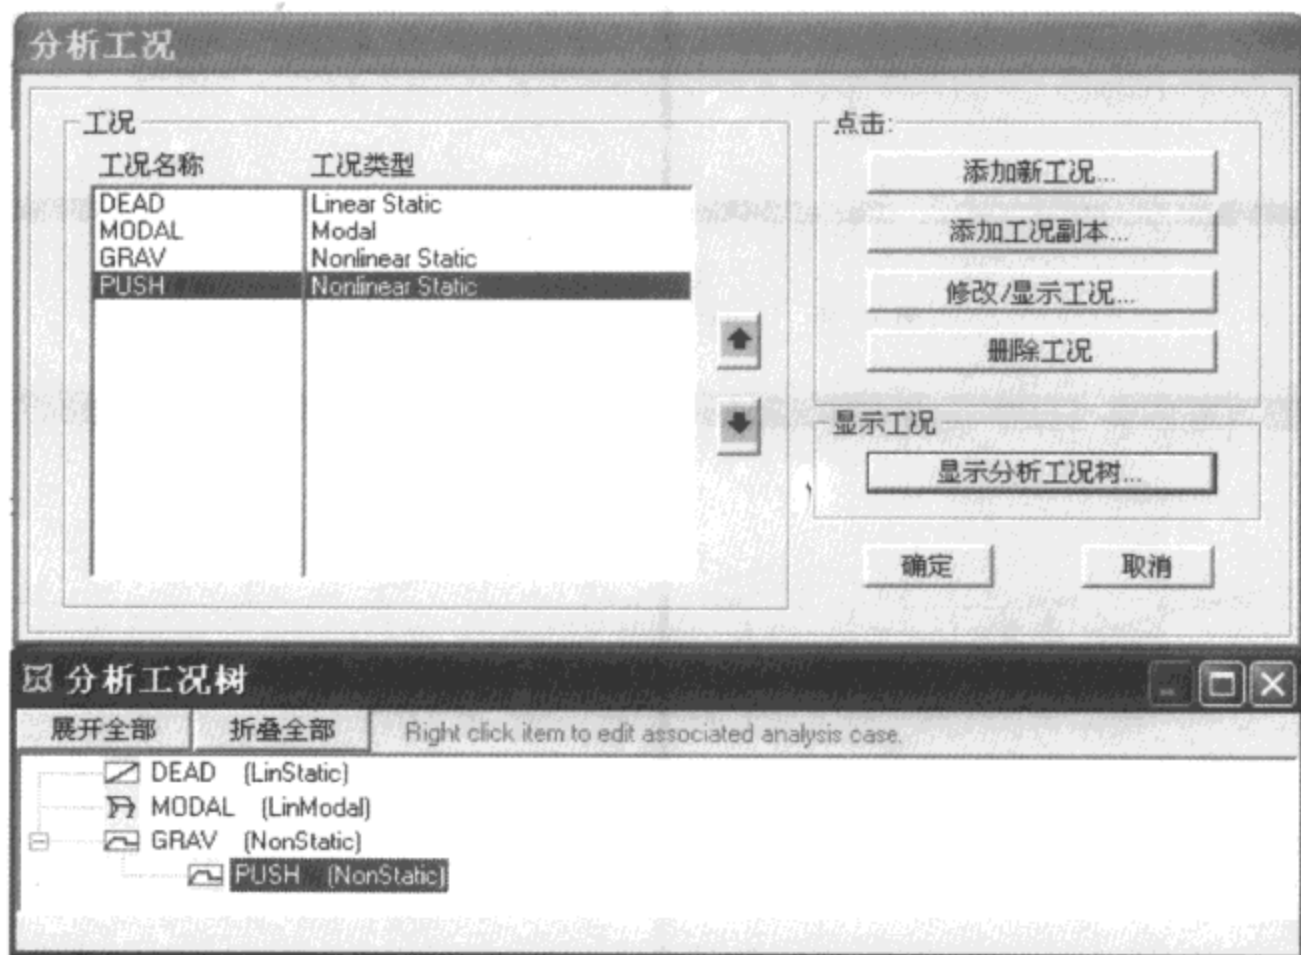 分析工况
工况
工况名称 工况类型
DEAD Linear Static
MODAL Modal
GRAV Nonlinear Static
PUSH Nonlinear Static
点击:
添加新工况...
添加工况副本...
修改/显示工况...
删除工况
显示工况
显示分析工况树...
确定 取消
分析工况树
展开全部 折叠全部 Right click item to edit associated analysis case.
DEAD (LinStatic)
MODAL (LinModal)
GRAV (NonStatic)
PUSH (NonStatic)